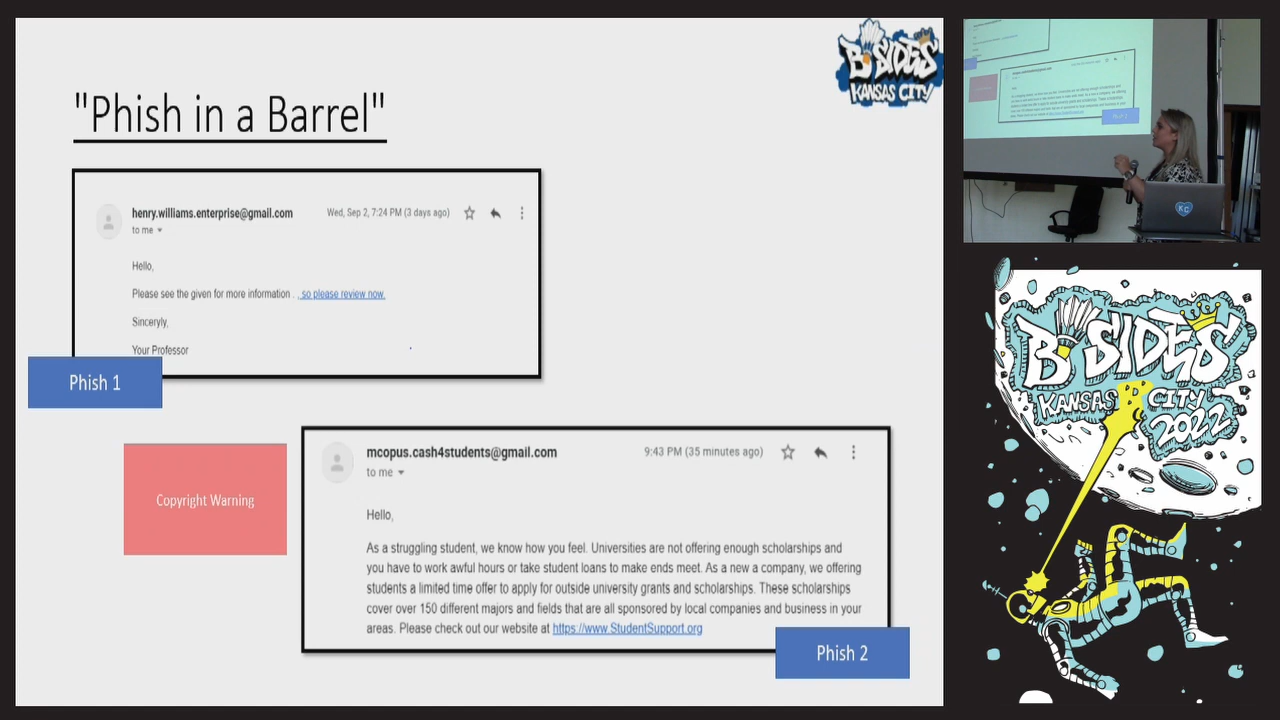 "Phish in a Barrel"
B SIDES
KANSAS CITY
henry.williams.enterprise@gmail.com
Wed, Sep 2, 7:24 PM (3 days ago)
to me
Hello,
Please see the given for more information . . so please review now.
Sinceryly,
Your Professor
Phish 1
Copyright Warning
mcopus.cash4students@gmail.com
9:43 PM (35 minutes ago)
to me
Hello,
As a struggling student, we know how you feel. Universities are not offering enough scholarships and
you have to work awful hours or take student loans to make ends meet. As a new a company, we offering
students a limited time offer to apply for outside university grants and scholarships. These scholarships
cover over 150 different majors and fields that are all sponsored by local companies and business in your
areas. Please check out our website at https://www.StudentSupport.org
Phish 2
KC
B SIDES
KANSAS CITY
2022